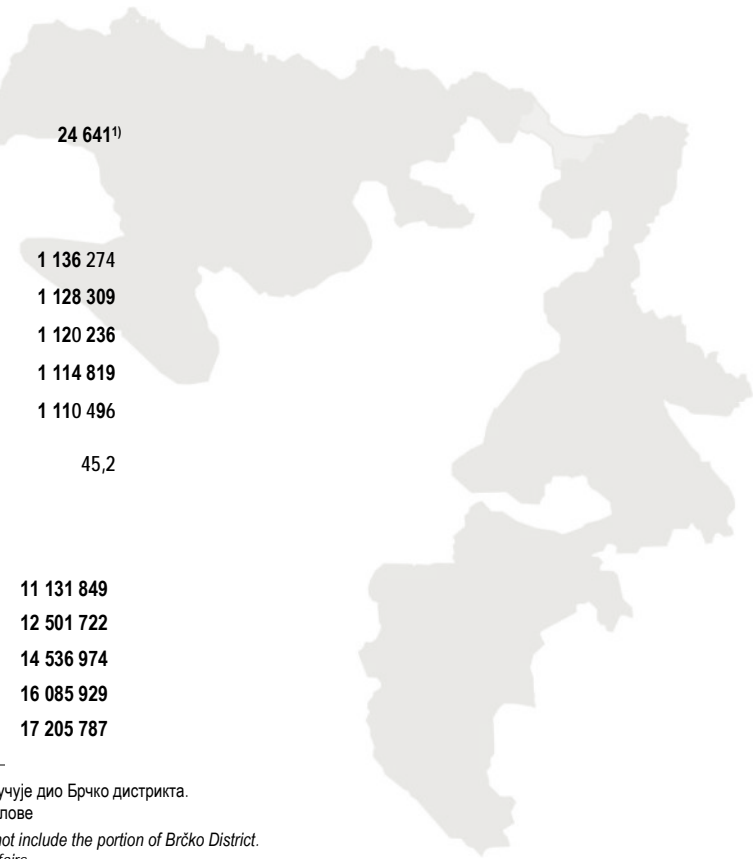 24 641¹⁾
1 136 274
1 128 309
1 120 236
1 114 819
1 110 496
45,2
11 131 849
12 501 722
14 536 974
16 085 929
17 205 787
дио Брчко дистрикта.
not include the portion of Brčko District.